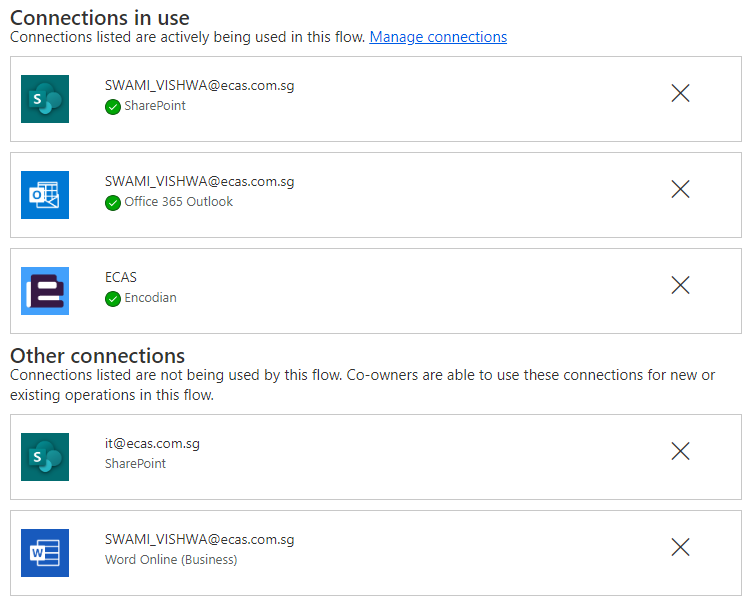 Connections in use
Connections listed are actively being used in this flow. Manage connections
SWAMI_VISHWA@ecas.com.sg
SharePoint
SWAMI_VISHWA@ecas.com.sg
Office 365 Outlook
ECAS
Encodian
Other connections
Connections listed are not being used by this flow. Co-owners are able to use these connections for new or
existing operations in this flow.
it@ecas.com.sg
SharePoint
SWAMI_VISHWA@ecas.com.sg
Word Online (Business)